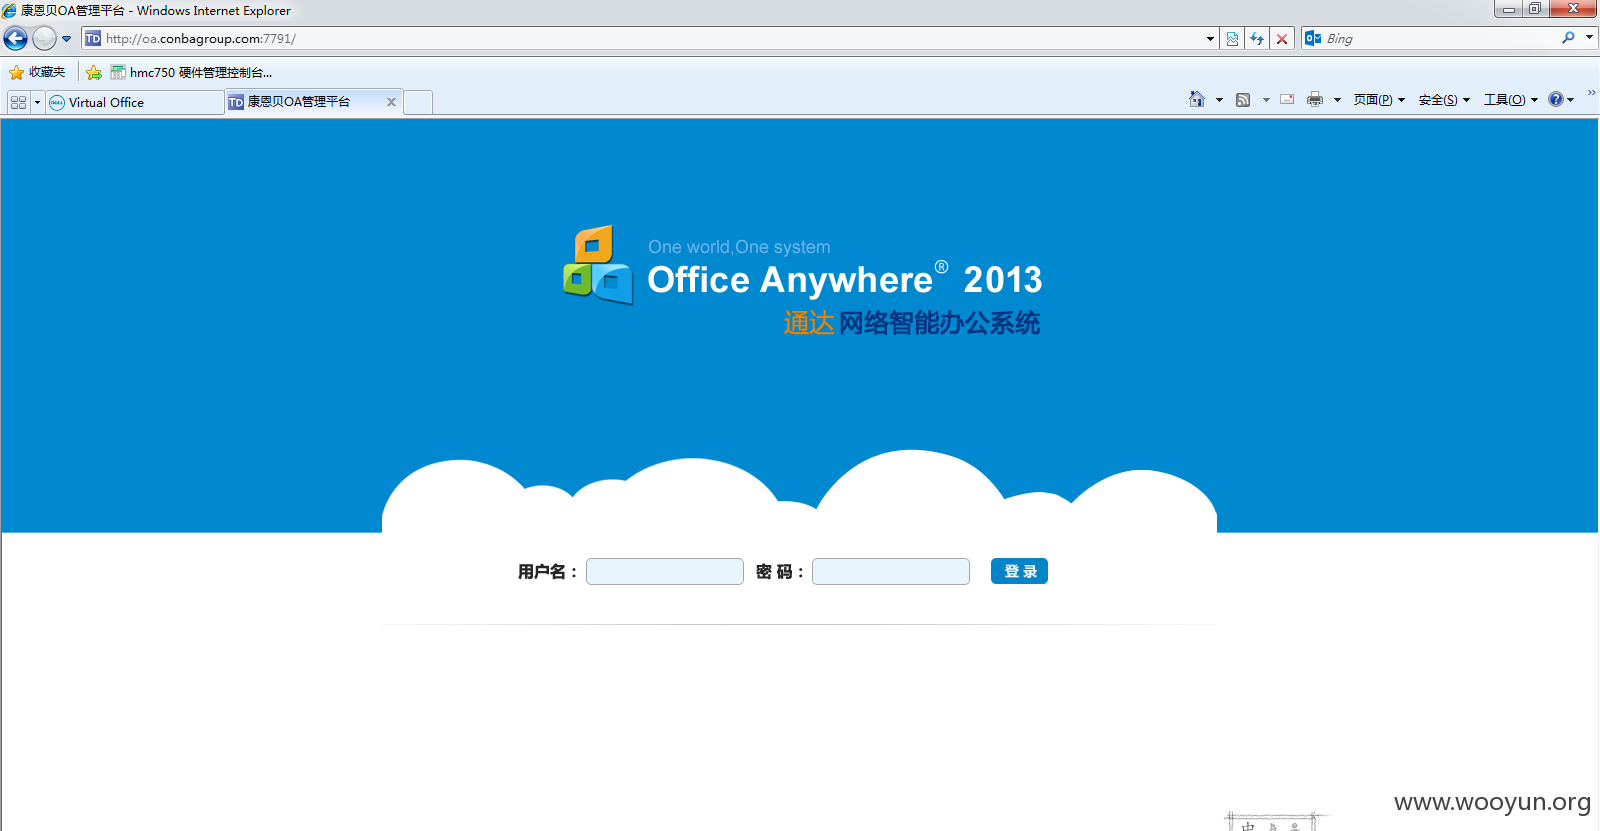 康恩贝OA管理平台 - Windows Internet Explorer
http://oa.conbagroup.com:7791/
Bing
收藏夹 hmc750 硬件管理控制台...
Virtual Office 康恩贝OA管理平台 页面(P) 安全(S) 工具(O)
One world,One system
Office Anywhere® 2013
通达 网络智能办公系统
用户名： 密 码： 登 录
www.wooyun.org